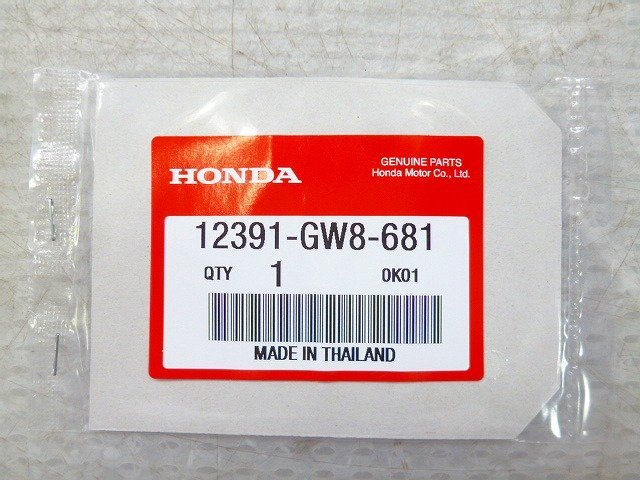 HONDA
GENUINE PARTS
Honda Motor Co., Ltd.
12391-GW8-681
QTY 1 0K01
MADE IN THAILAND